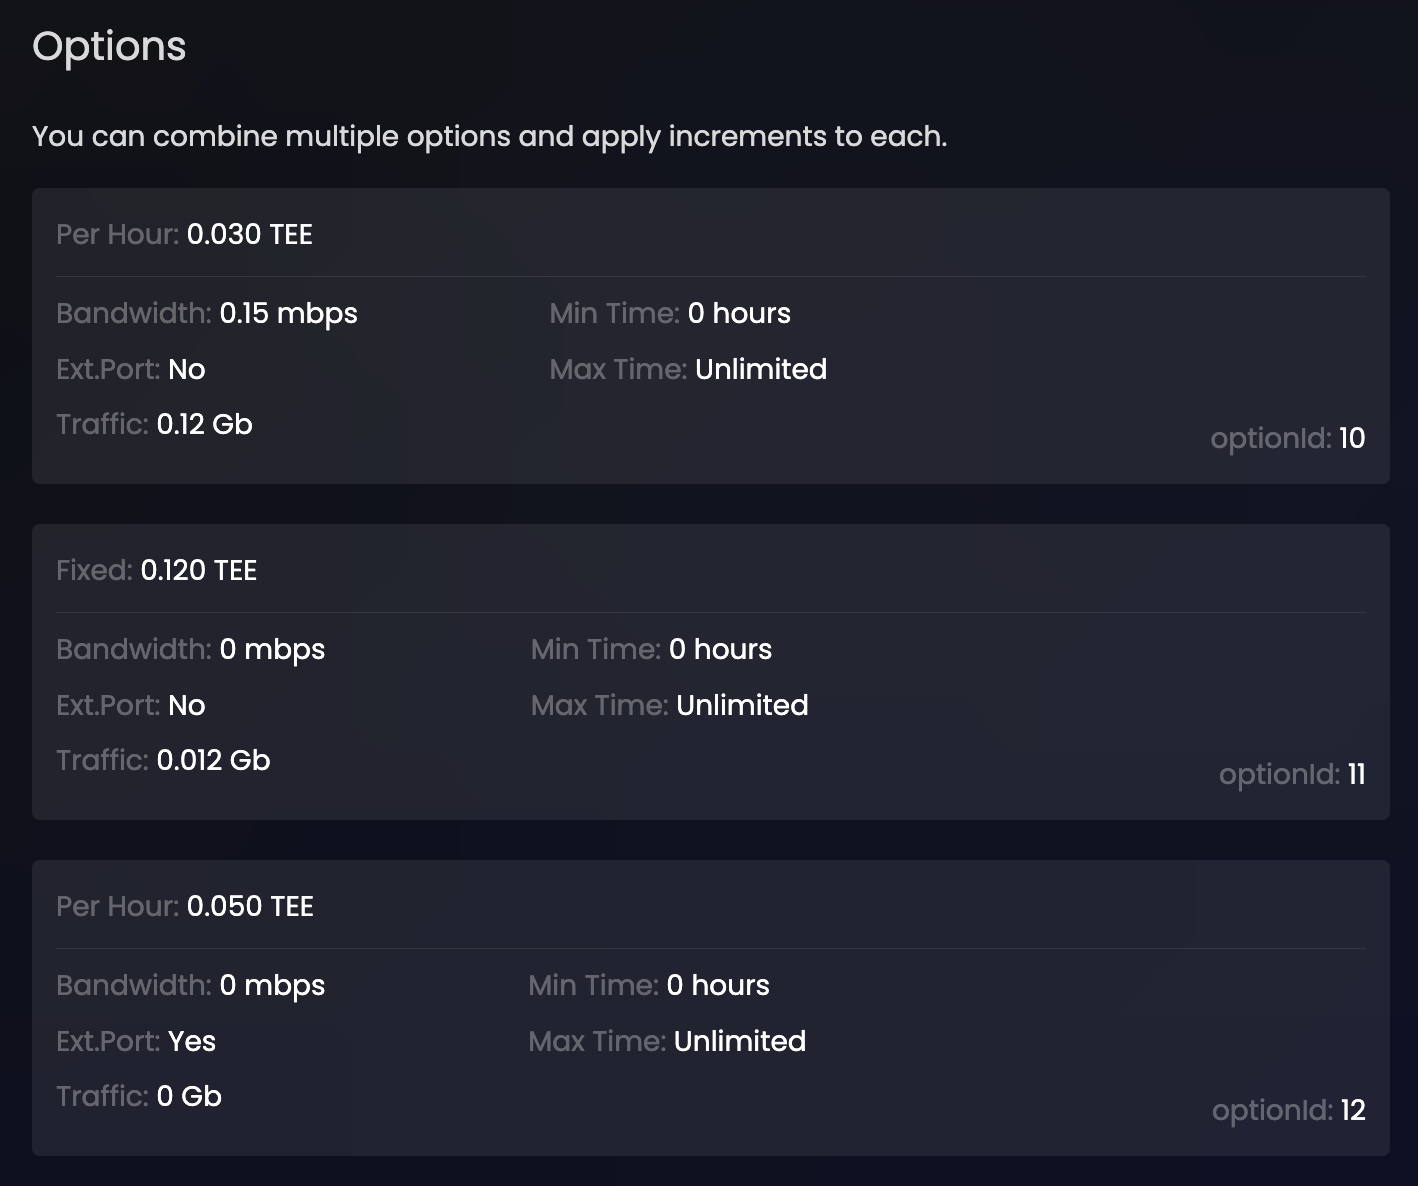 Options
You can combine multiple options and apply increments to each.
Per Hour: 0.030 TEE
Bandwidth: 0.15 mbps Min Time: 0 hours
Ext.Port: No Max Time: Unlimited
Traffic: 0.12 Gb
optionId: 10
Fixed: 0.120 TEE
Bandwidth: 0 mbps Min Time: 0 hours
Ext.Port: No Max Time: Unlimited
Traffic: 0.012 Gb
optionId: 11
Per Hour: 0.050 TEE
Bandwidth: 0 mbps Min Time: 0 hours
Ext.Port: Yes Max Time: Unlimited
Traffic: 0 Gb
optionId: 12